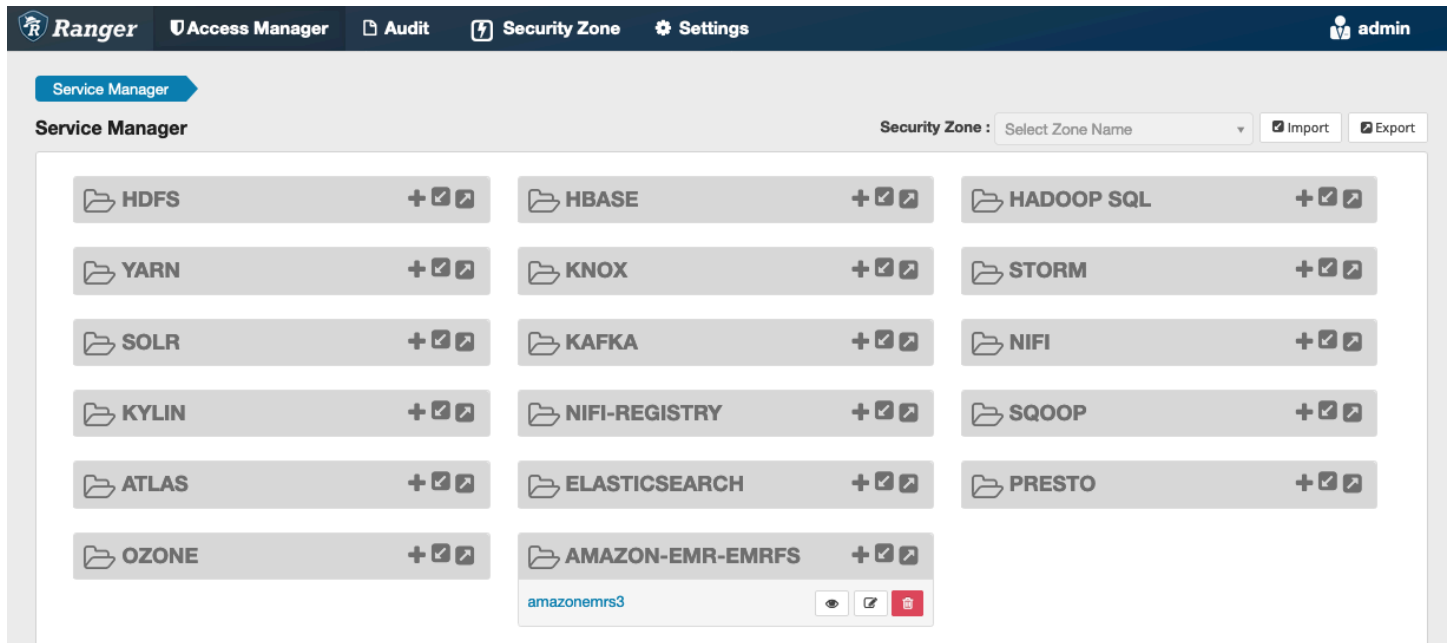 Ranger Access Manager Audit Security Zone Settings admin
Service Manager
Service Manager Security Zone : Select Zone Name Import Export
HDFS HBASE HADOOP SQL
YARN KNOX STORM
SOLR KAFKA NIFI
KYLIN NIFI-REGISTRY SQOOP
ATLAS ELASTICSEARCH PRESTO
OZONE AMAZON-EMR-EMRFS
amazonemrs3